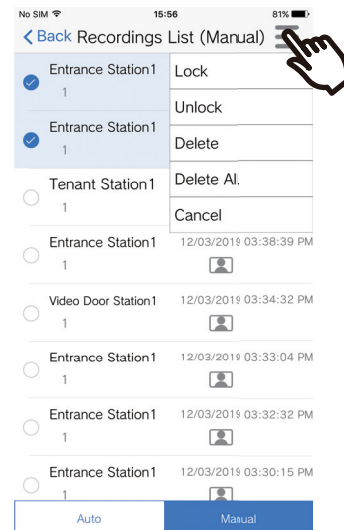 No SIM 15:56 81%
Back Recordings List (Manual)
Entrance Station1
1
Lock
Unlock
Entrance Station1
1
Delete
Delete Al.
Tenant Station1
1
Cancel
Entrance Station1 12/03/2019 03:38:39 PM
1
Video Door Station1 12/03/2019 03:34:32 PM
1
Entrance Station1 12/03/2019 03:33:04 PM
1
Entrance Station1 12/03/2019 03:32:32 PM
1
Entrance Station1 12/03/2019 03:30:15 PM
1
Auto Manual